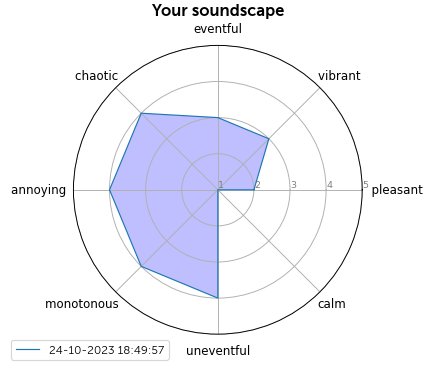 Your soundscape
eventful
chaotic
vibrant
annoying
1 2 3 4 5
pleasant
monotonous
calm
uneventful
24-10-2023 18:49:57